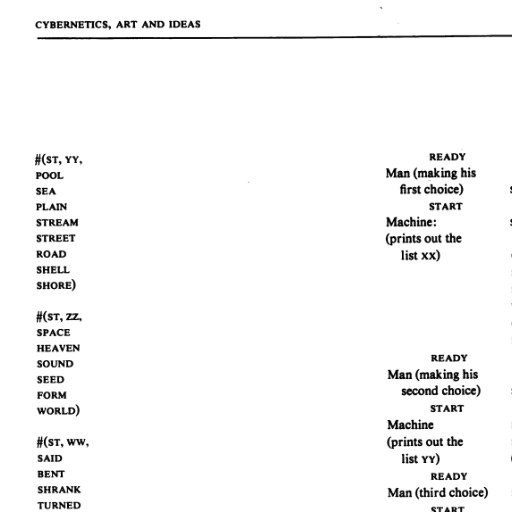 CYBERNETICS, ART AND IDEAS
#(ST, YY,
POOL
SEA
PLAIN
STREAM
STREET
ROAD
SHELL
SHORE)
#(ST, ZZ,
SPACE
HEAVEN
SOUND
SEED
FORM
WORLD)
#(ST, WW,
SAID
BENT
SHRANK
TURNED
READY
Man (making his
first choice)
START
Machine:
(prints out the
list XX)
READY
Man (making his
second choice)
START
Machine
(prints out the
list YY)
READY
Man (third choice)
START